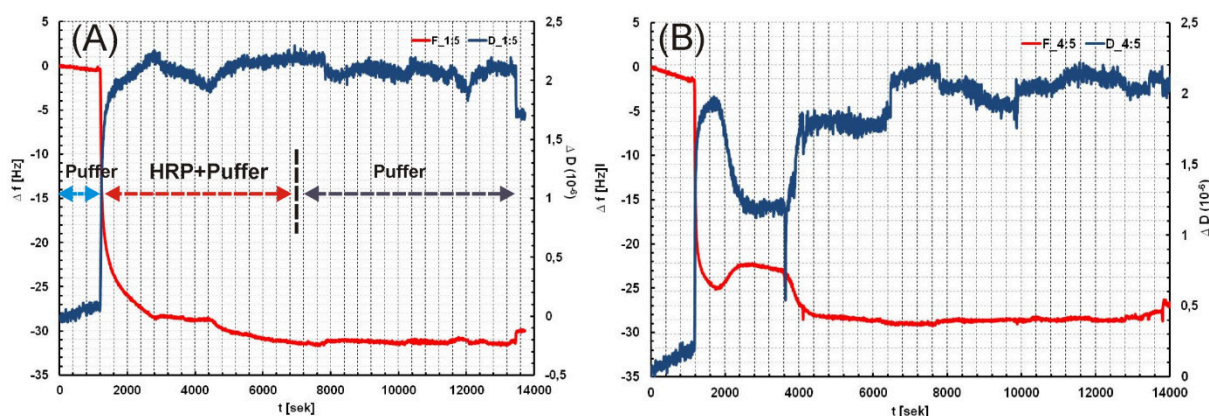 (A)
F_1:5 D_1:5
2,5
2
1,5
1
0,5
0
-0,5
Δ D (10⁻⁶)
5
0
-5
-10
-15
-20
-25
-30
-35
Δ f [Hz]
Puffer
HRP+Puffer
Puffer
0 2000 4000 6000 8000 10000 12000 14000
t [sek]
(B)
F_4:5 D_4:5
5
0
-5
-10
-15
-20
-25
-30
-35
Δ f [Hz]l
2,5
2
1,5
1
0,5
0
Δ D (10⁻⁶)
0 2000 4000 6000 8000 10000 12000 14000
t [sek]